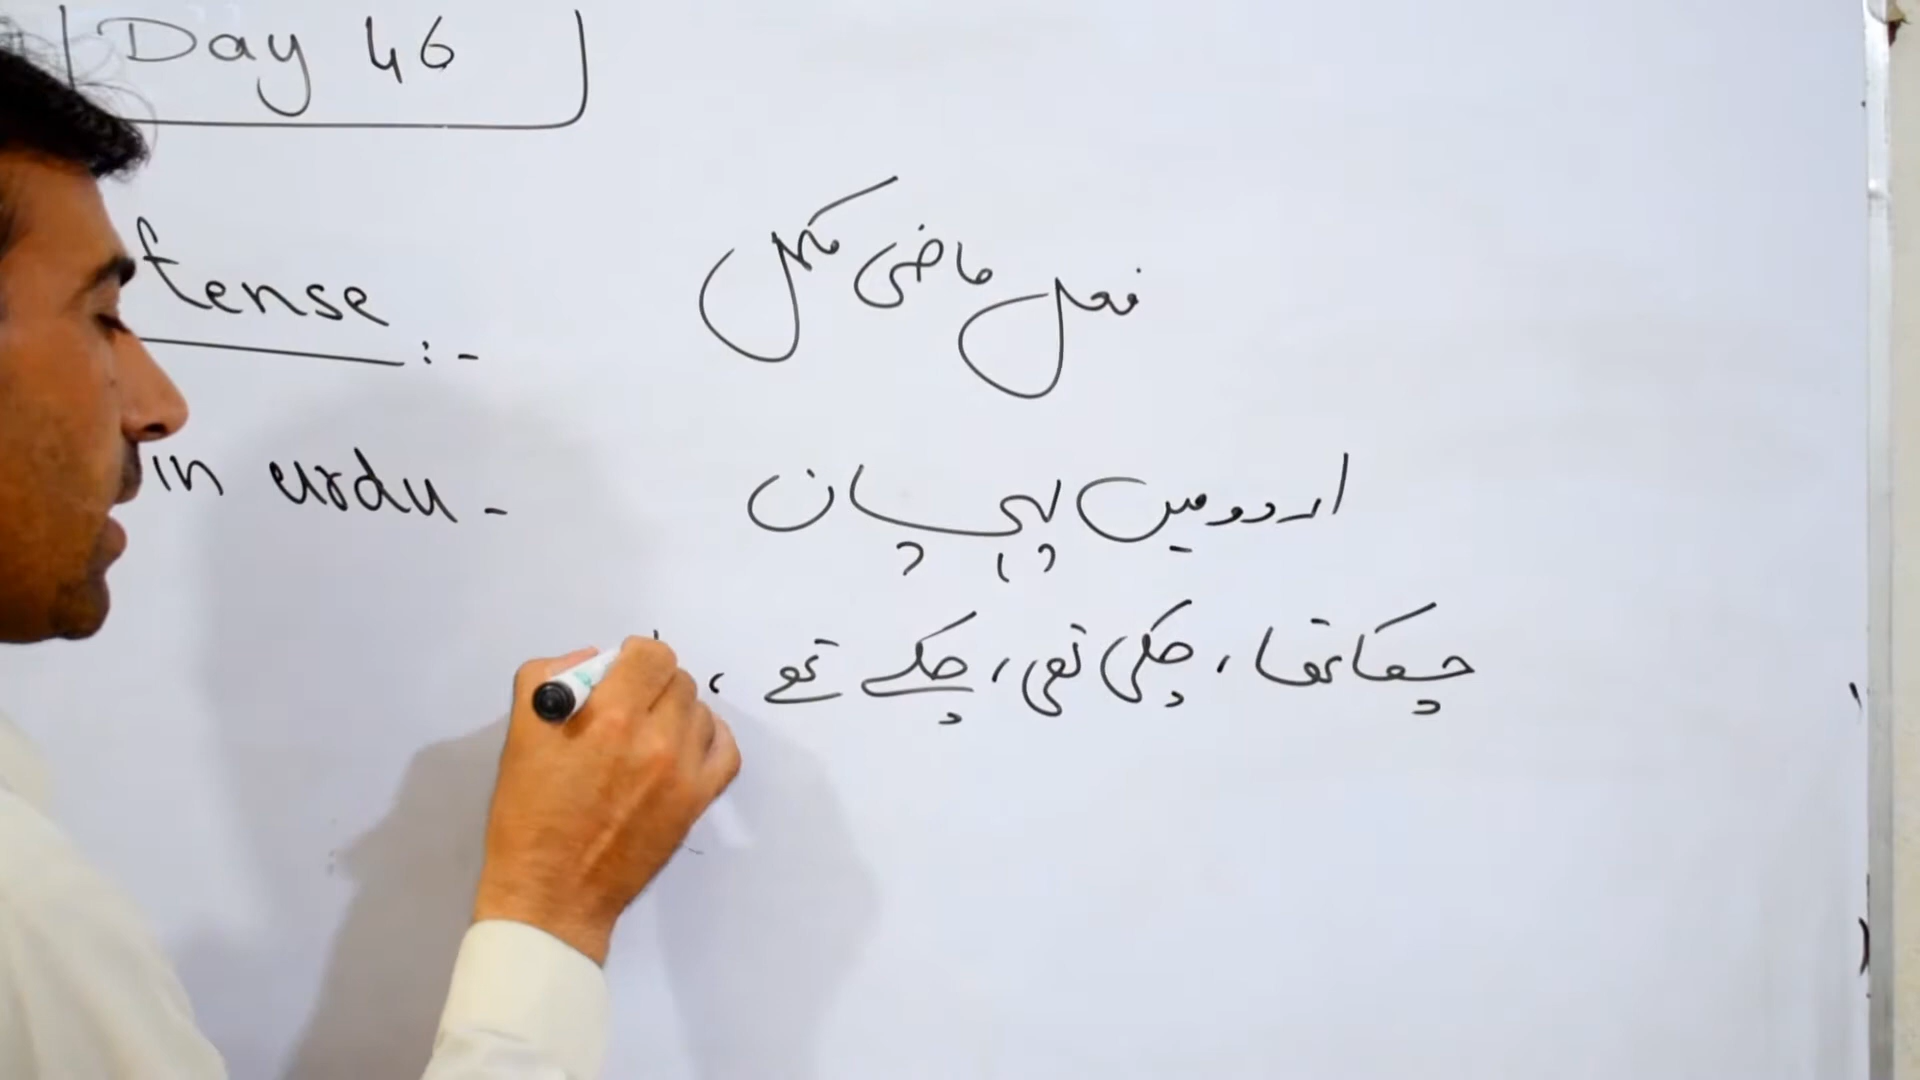 Day 46
tense :-
فعل ماضی مکمل
in urdu -
اردو میں پہچان
چکا تھا، چکی تھی، چکے تھے،